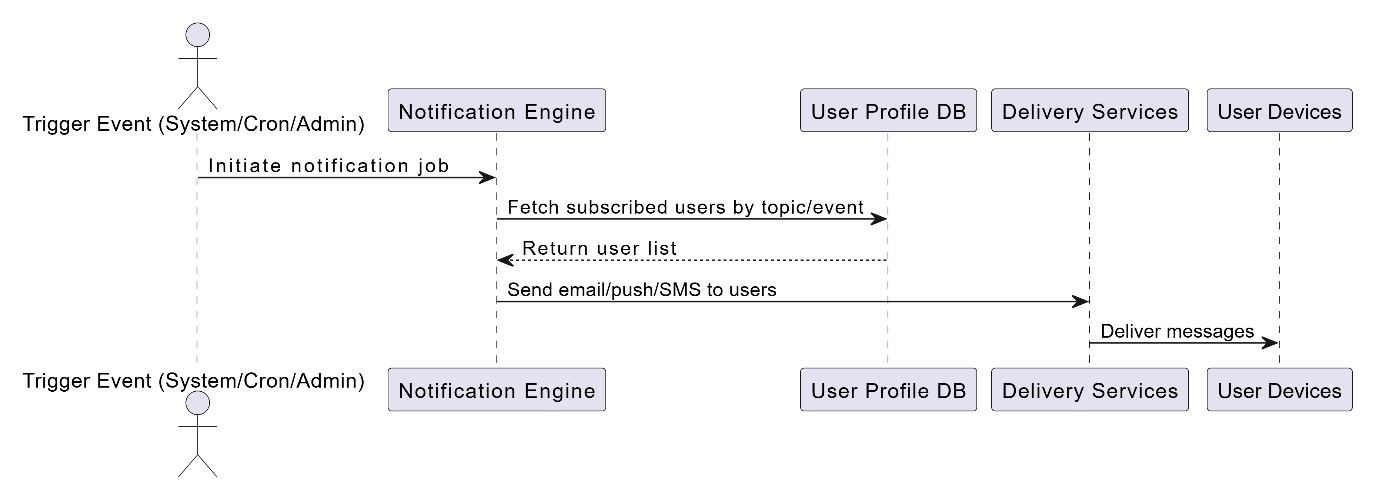 Trigger Event (System/Cron/Admin)
Notification Engine
User Profile DB
Delivery Services
User Devices
Initiate notification job
Fetch subscribed users by topic/event
Return user list
Send email/push/SMS to users
Deliver messages
Trigger Event (System/Cron/Admin)
Notification Engine
User Profile DB
Delivery Services
User Devices